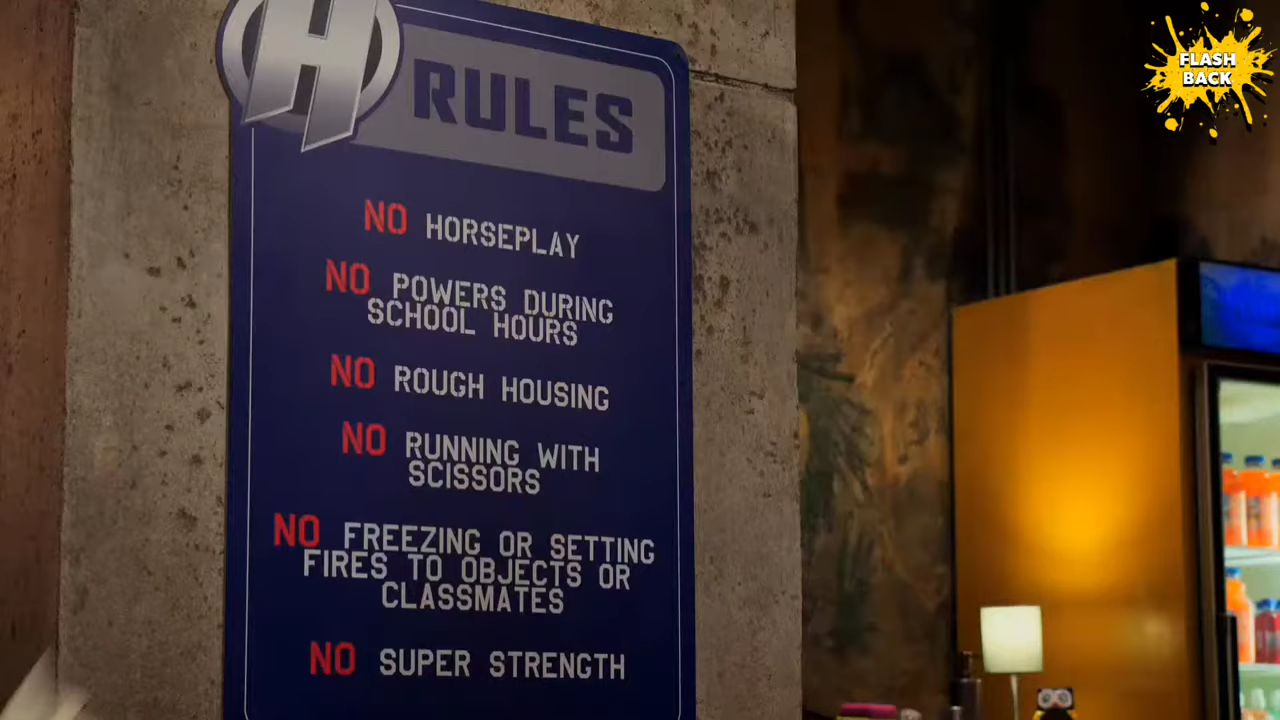 FLASH
BACK
H
RULES
NO HORSEPLAY
NO POWERS DURING
SCHOOL HOURS
NO ROUGH HOUSING
NO RUNNING WITH
SCISSORS
NO FREEZING OR SETTING
FIRES TO OBJECTS OR
CLASSMATES
NO SUPER STRENGTH